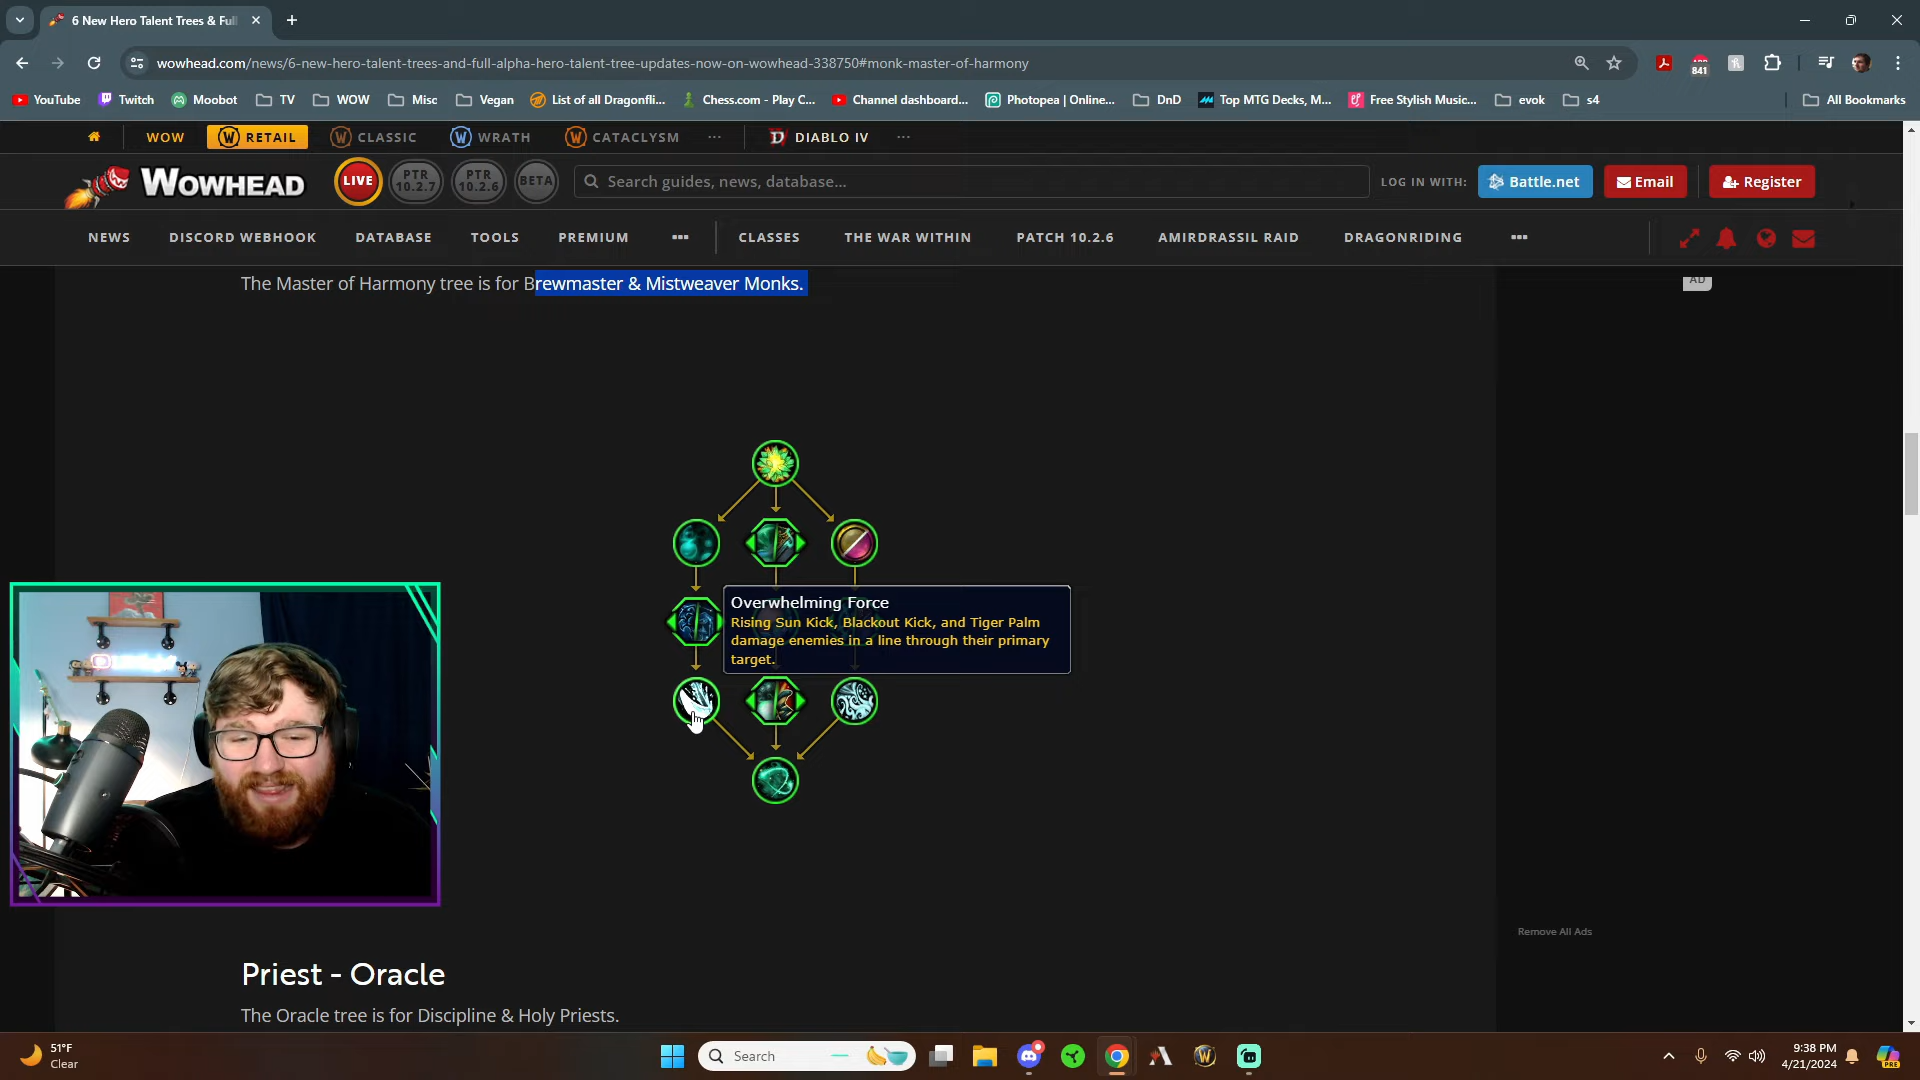 6 New Hero Talent Trees & Ful
wowhead.com/news/6-new-hero-talent-trees-and-full-alpha-hero-talent-tree-updates-now-on-wowhead-338750#monk-master-of-harmony
841
YouTube Twitch Moobot TV WOW Misc Vegan List of all Dragonfli... Chess.com - Play C... Channel dashboard... Photopea | Online... DnD Top MTG Decks, M... Free Stylish Music... evok s4 All Bookmarks
WOW RETAIL CLASSIC WRATH CATACLYSM DIABLO IV
WOWHEAD LIVE PTR 10.2.7 PTR 10.2.6 BETA Search guides, news, database... LOG IN WITH: Battle.net Email Register
NEWS DISCORD WEBHOOK DATABASE TOOLS PREMIUM CLASSES THE WAR WITHIN PATCH 10.2.6 AMIRDRASSIL RAID DRAGONRIDING
The Master of Harmony tree is for Brewmaster & Mistweaver Monks.
AD
Overwhelming Force
Rising Sun Kick, Blackout Kick, and Tiger Palm
damage enemies in a line through their primary
target.
Remove All Ads
Priest - Oracle
The Oracle tree is for Discipline & Holy Priests.
51°F
Clear
Search
9:38 PM
4/21/2024
PRE